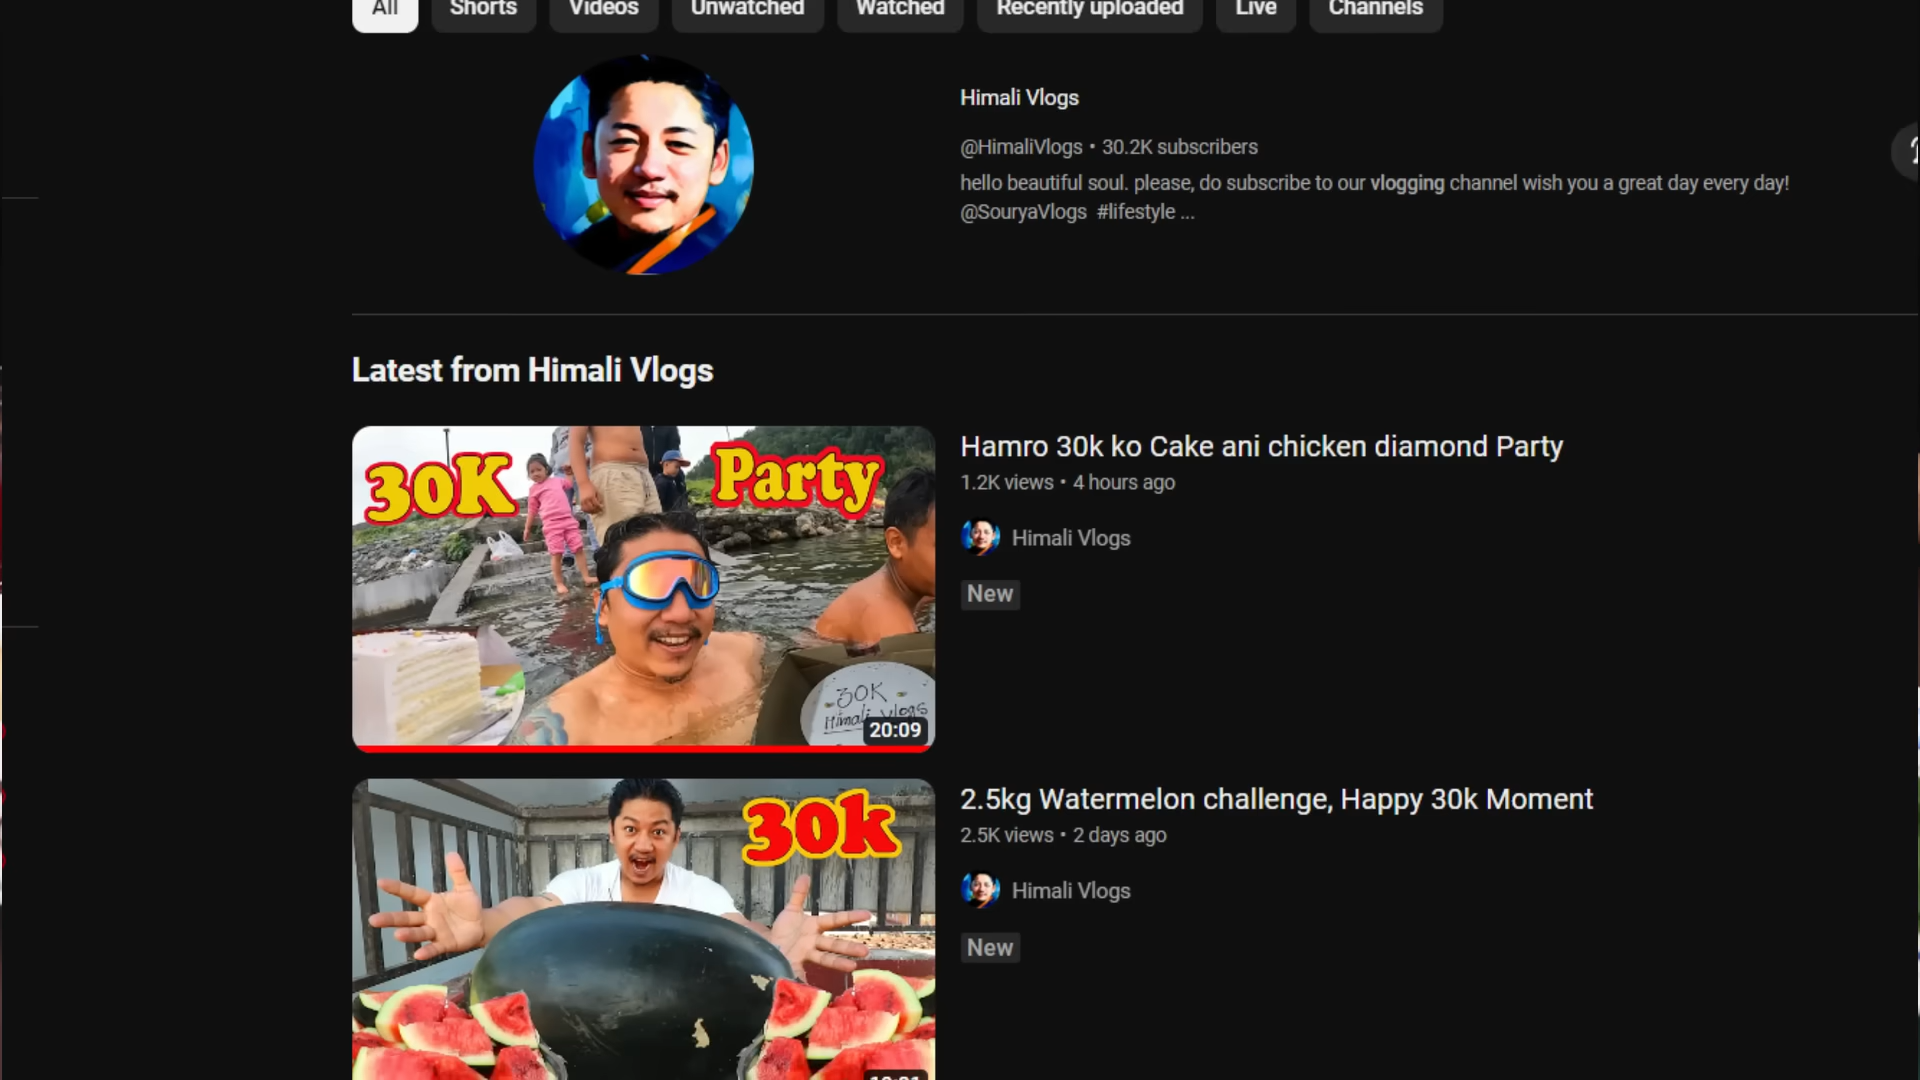 All
Shorts
Videos
Unwatched
Watched
Recently uploaded
Live
Channels
Himali Vlogs
@HimaliVlogs • 30.2K subscribers
hello beautiful soul. please, do subscribe to our vlogging channel wish you a great day every day!
@SouryaVlogs #lifestyle ...
Latest from Himali Vlogs
30K Party
30K
Himali vlogs
20:09
Hamro 30k ko Cake ani chicken diamond Party
1.2K views • 4 hours ago
Himali Vlogs
New
30k
2.5kg Watermelon challenge, Happy 30k Moment
2.5K views • 2 days ago
Himali Vlogs
New